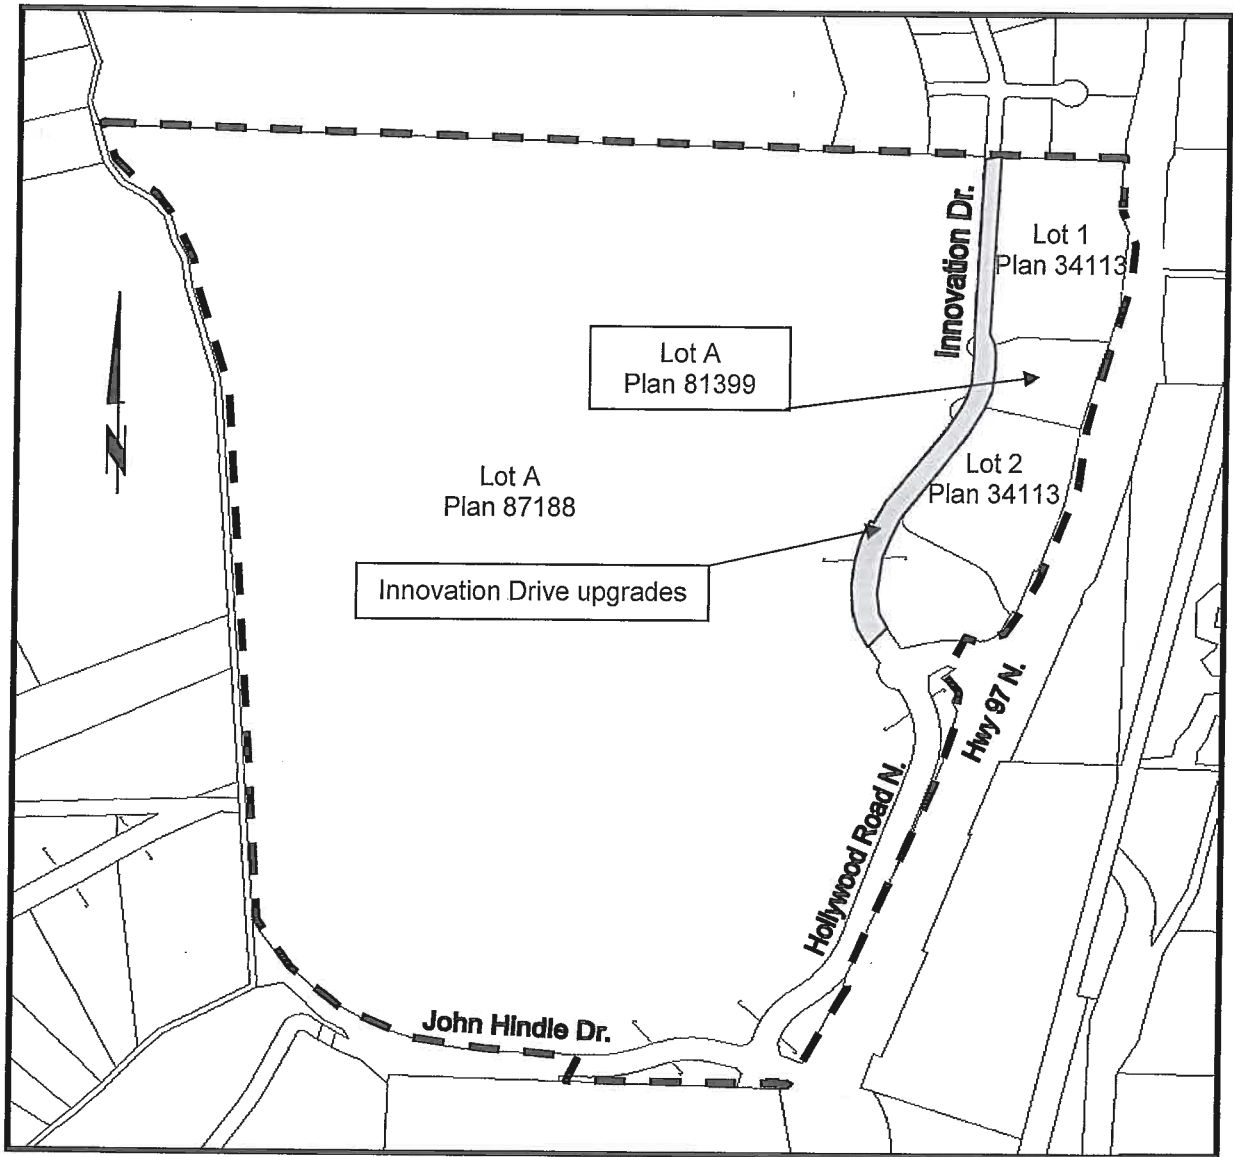 Innovation Dr.
Lot 1
Plan 34113
Lot A
Plan 81399
Lot A
Plan 87188
Lot 2
Plan 34113
Innovation Drive upgrades
Hwy 97 N.
Hollywood Road N.
John Hindle Dr.
N